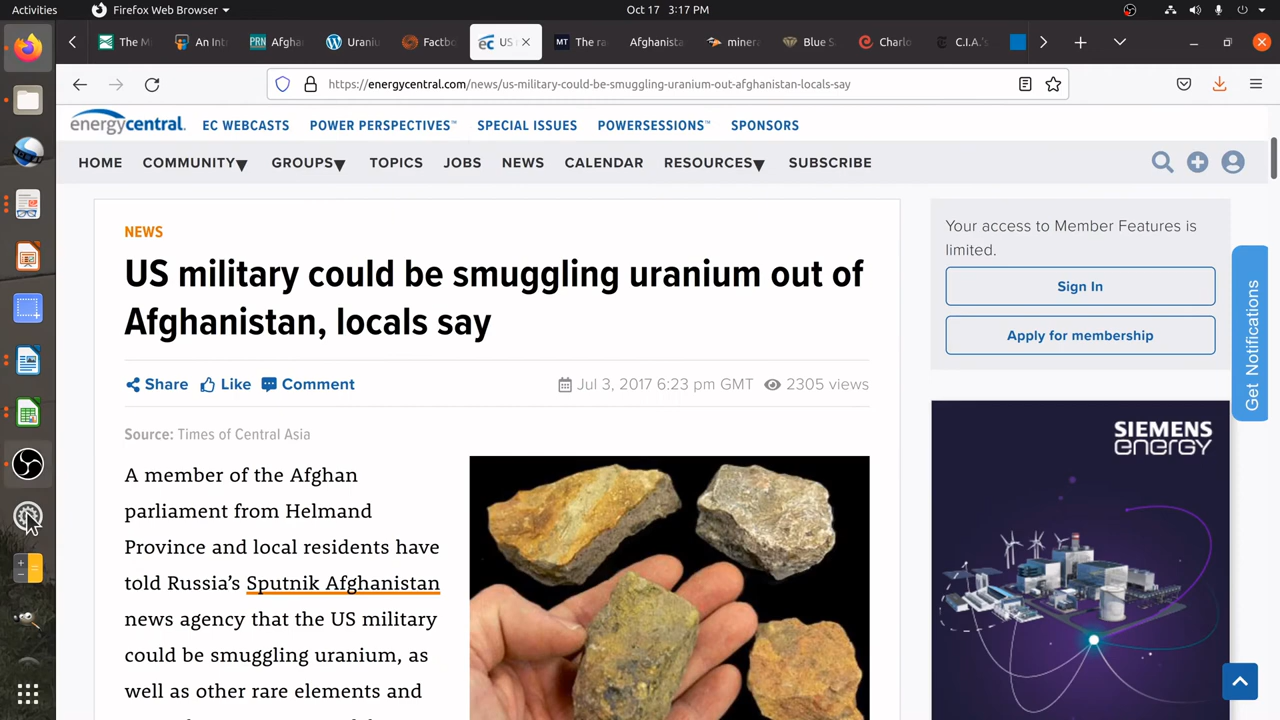 Activities Firefox Web Browser Oct 17 3:17 PM
The M An Int PRN Afghar Uraniu Factbo ec US MT The ra Afghanista minera Blue S Charlo C.I.A.'s
https://energycentral.com/news/us-military-could-be-smuggling-uranium-out-afghanistan-locals-say
energycentral. EC WEBCASTS POWER PERSPECTIVES™ SPECIAL ISSUES POWERSESSIONS™ SPONSORS
HOME COMMUNITY GROUPS TOPICS JOBS NEWS CALENDAR RESOURCES SUBSCRIBE
NEWS
US military could be smuggling uranium out of
Afghanistan, locals say
Share Like Comment Jul 3, 2017 6:23 pm GMT 2305 views
Source: Times of Central Asia
A member of the Afghan
parliament from Helmand
Province and local residents have
told Russia's Sputnik Afghanistan
news agency that the US military
could be smuggling uranium, as
well as other rare elements and
Your access to Member Features is
limited.
Sign In
Apply for membership
Get Notifications
SIEMENS
energy